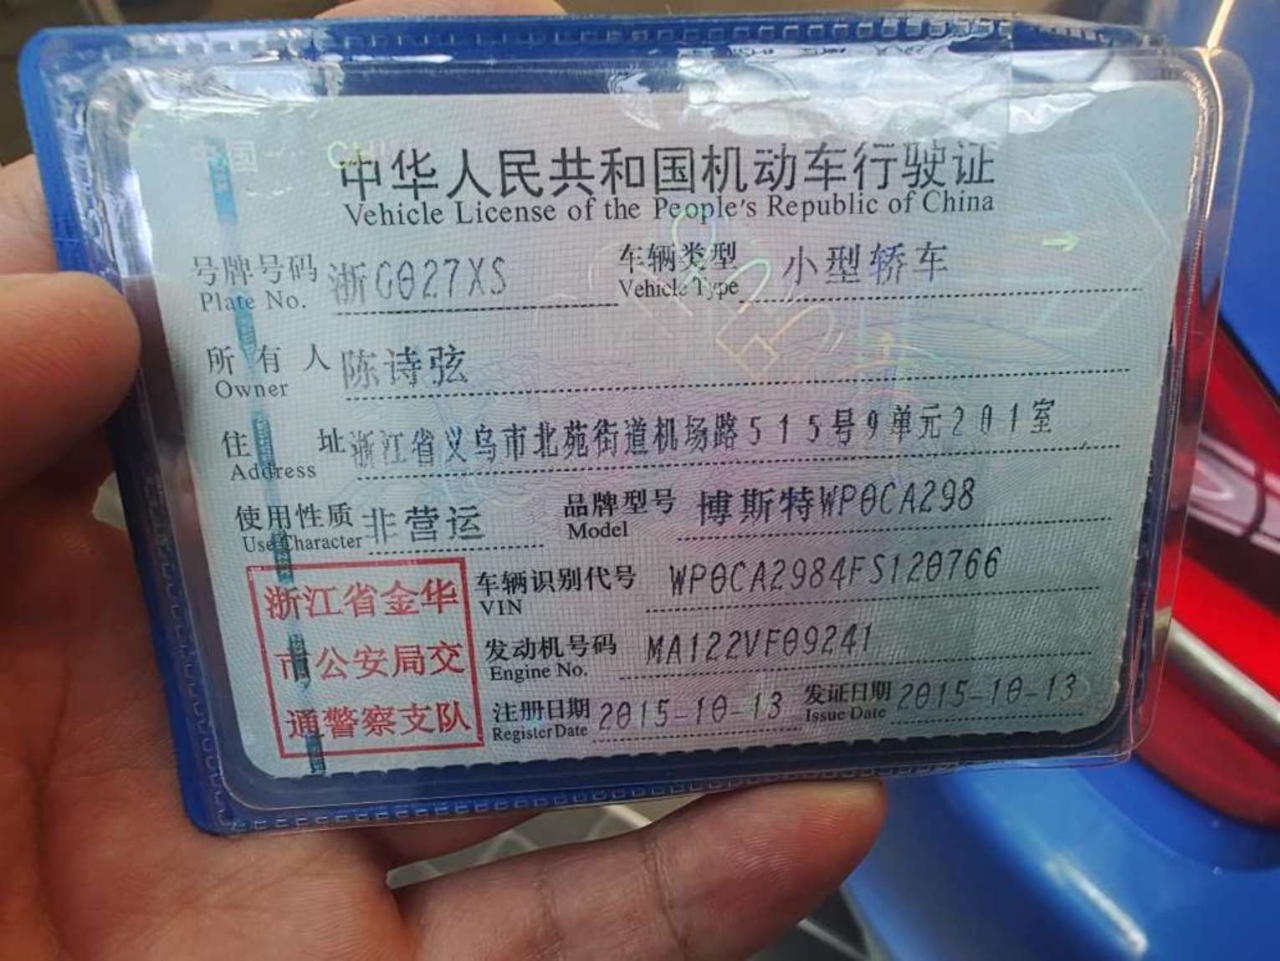 中国 CHINA
中华人民共和国机动车行驶证
Vehicle License of the People's Republic of China
号牌号码 浙G027XS 车辆类型 小型轿车
Plate No. Vehicle Type
所有人 陈诗弦
Owner
住址 浙江省义乌市北苑街道机场路515号9单元201室
Address
使用性质 非营运 品牌型号 博斯特WP0CA298
Use Character Model
浙江省金华
市公安局交
通警察支队
车辆识别代号 WP0CA2984FS120766
VIN
发动机号码 MA122VF09241
Engine No.
注册日期 2015-10-13 发证日期 2015-10-13
Register Date Issue Date